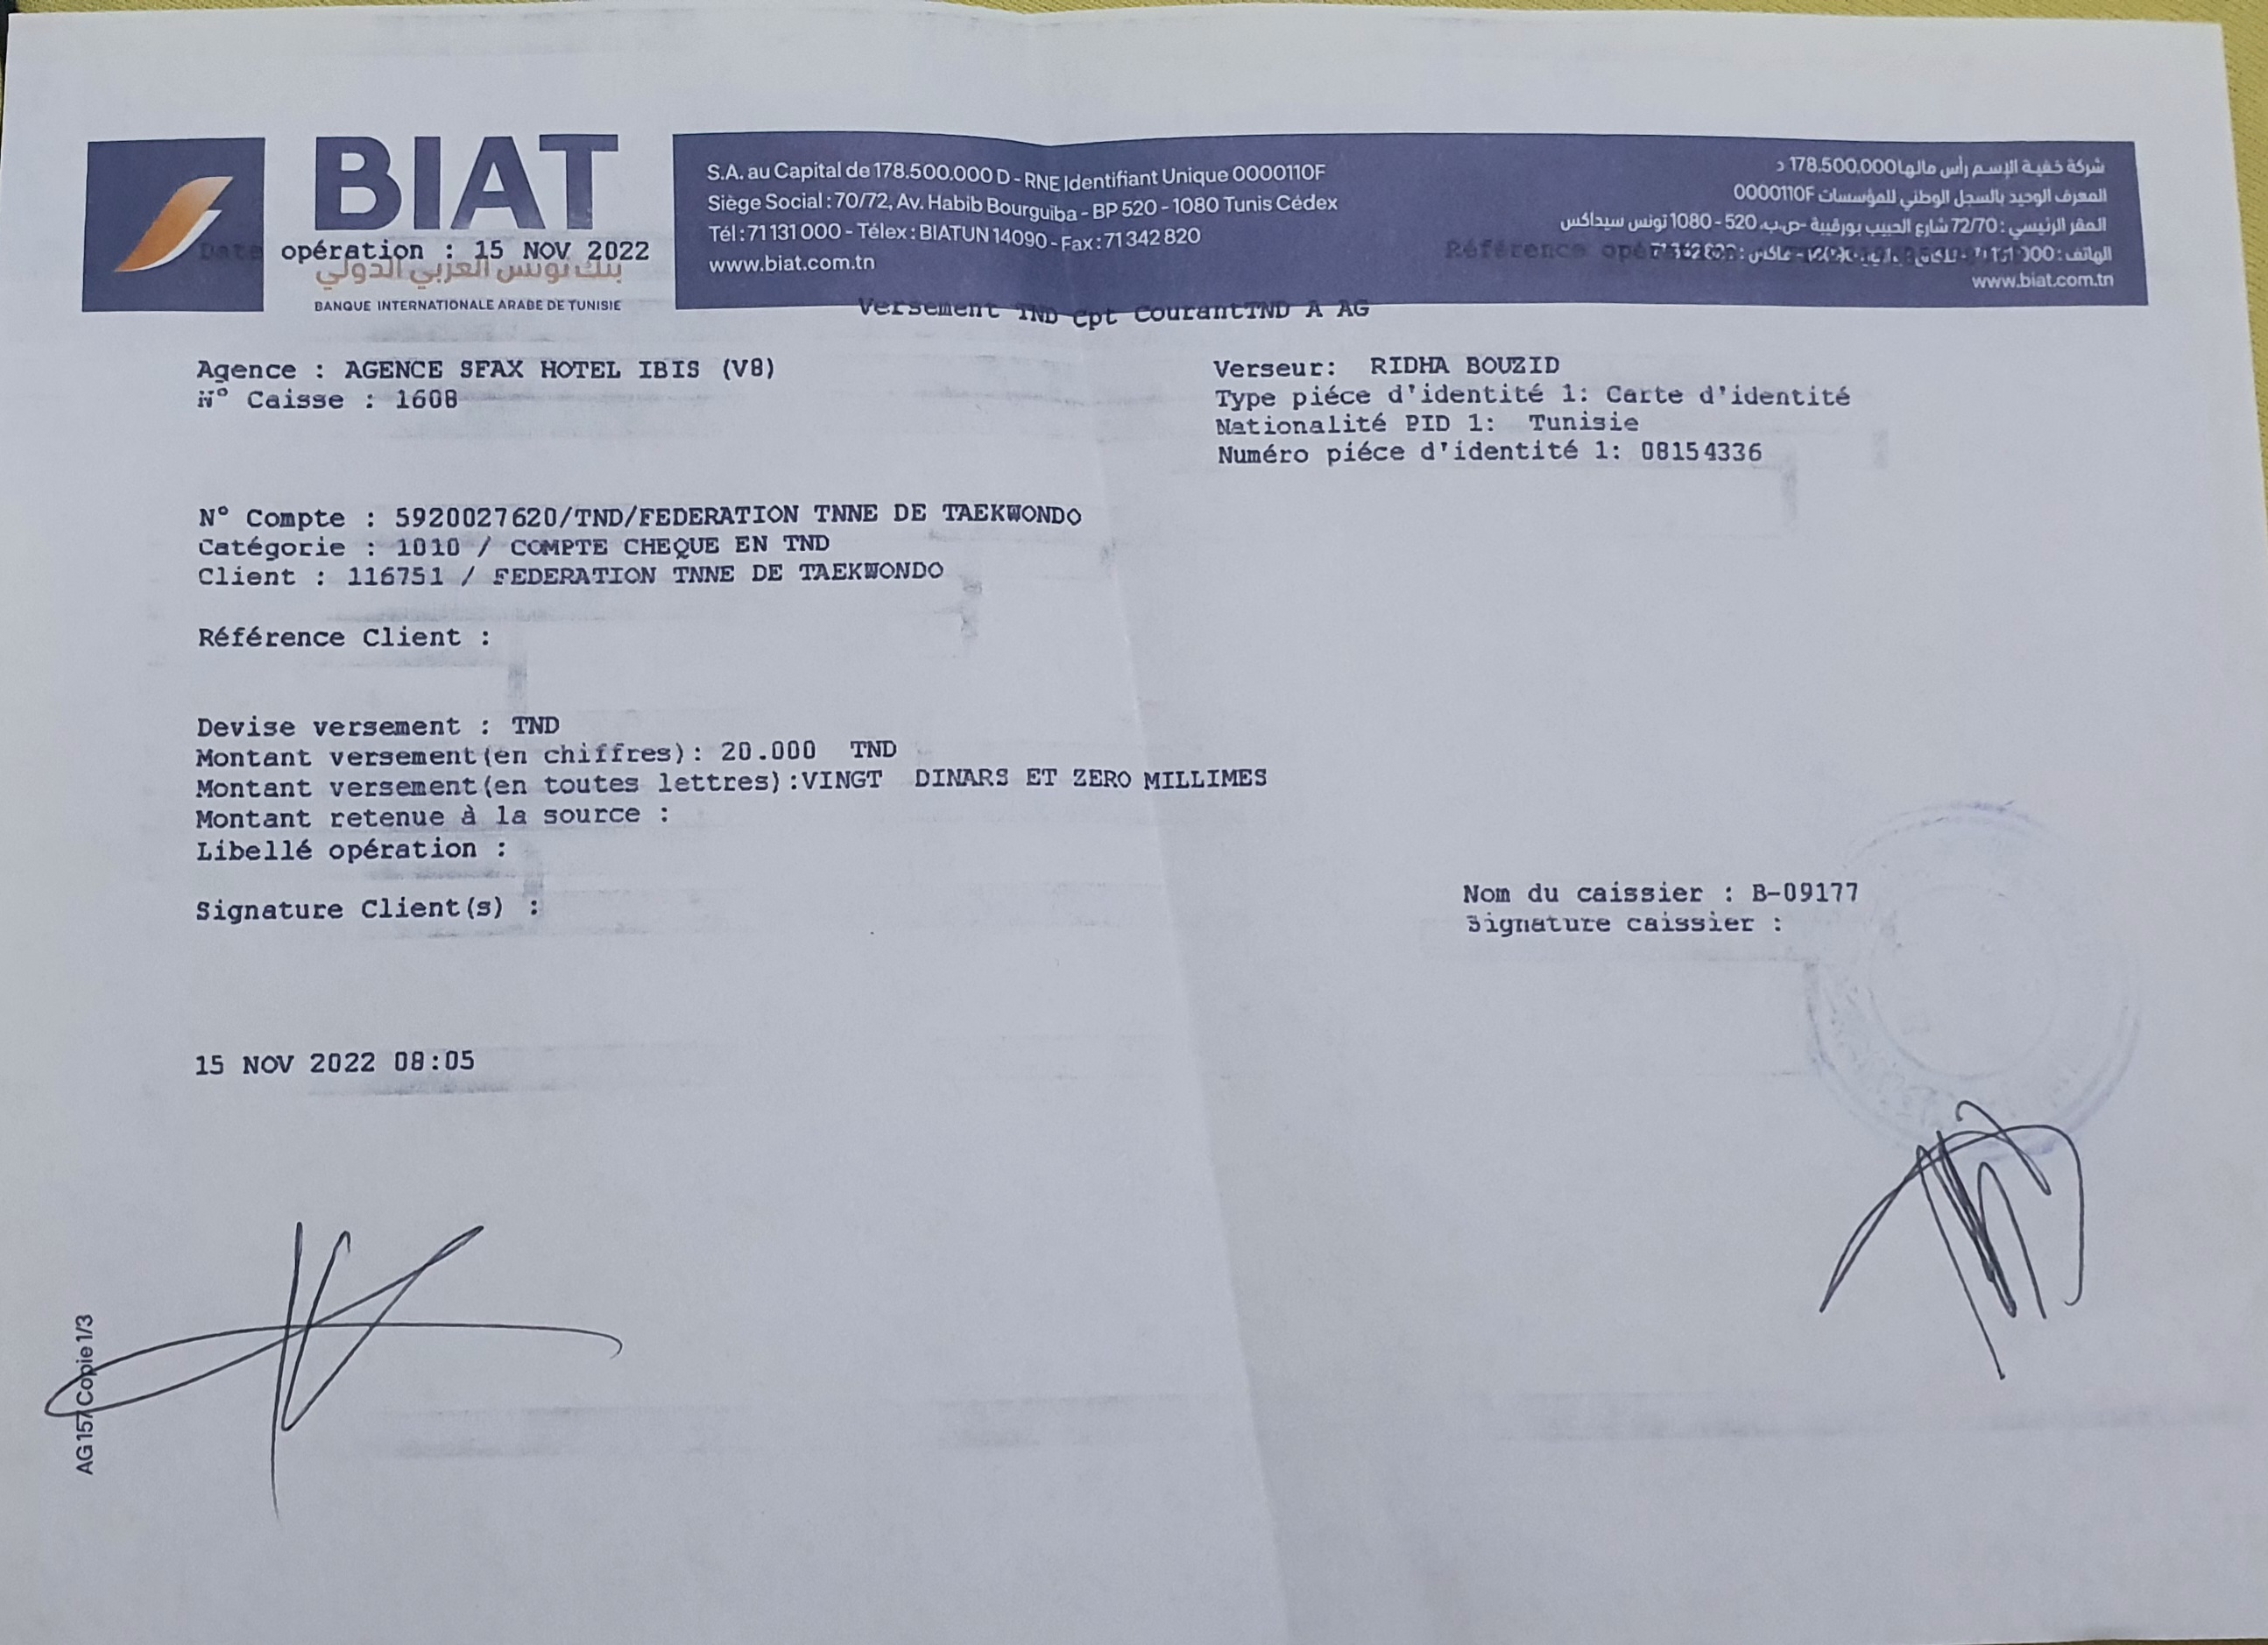 BIAT
بنك تونس العربي الدولي
BANQUE INTERNATIONALE ARABE DE TUNISIE
S.A. au Capital de 178.500.000 D - RNE Identifiant Unique 0000110F
Siège Social : 70/72, Av. Habib Bourguiba - BP 520 - 1080 Tunis Cédex
Tél : 71 131 000 - Télex : BIATUN 14090 - Fax : 71 342 820
www.biat.com.tn
شركة خفية الإسم رأس مالها 178.500.000 د
المعرف الوحيد بالسجل الوطني للمؤسسات 0000110F
المقر الرئيسي : 72/70 شارع الحبيب بورقيبة -ص.ب. 520 - 1080 تونس سيداكس
الهاتف :
www.biat.com.tn
Date opération : 15 NOV 2022
Référence
Versement TND Cpt CourantTND A AG
Agence : AGENCE SFAX HOTEL IBIS (V8)
N° Caisse : 1608
Verseur: RIDHA BOUZID
Type piéce d'identité 1: Carte d'identité
Nationalité PID 1: Tunisie
Numéro piéce d'identité 1: 08154336
N° Compte : 5920027620/TND/FEDERATION TNNE DE TAEKWONDO
Catégorie : 1010 / COMPTE CHEQUE EN TND
Client : 116751 / FEDERATION TNNE DE TAEKWONDO
Référence Client :
Devise versement : TND
Montant versement(en chiffres): 20.000 TND
Montant versement(en toutes lettres):VINGT DINARS ET ZERO MILLIMES
Montant retenue à la source :
Libellé opération :
Signature Client(s) :
Nom du caissier : B-09177
Signature caissier :
15 NOV 2022 08:05
AG 157 Copie 1/3